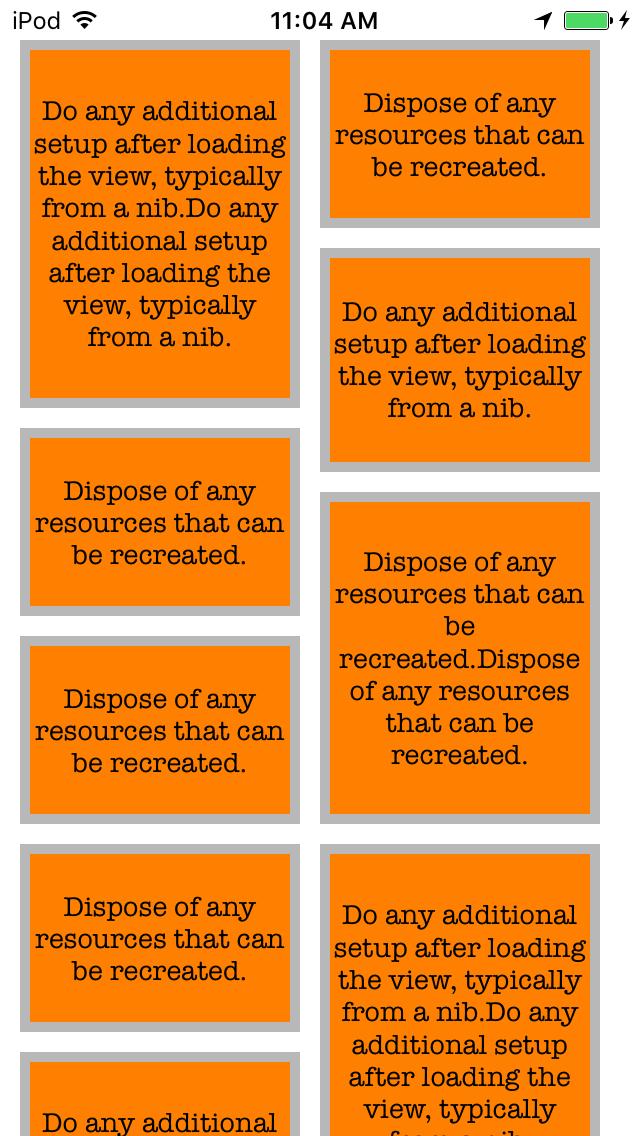 iPod
11:04 AM
Do any additional
setup after loading
the view, typically
from a nib.Do any
additional setup
after loading the
view, typically
from a nib.
Dispose of any
resources that can
be recreated.
Dispose of any
resources that can
be recreated.
Dispose of any
resources that can
be recreated.
Do any additional
Dispose of any
resources that can
be recreated.
Do any additional
setup after loading
the view, typically
from a nib.
Dispose of any
resources that can
be
recreated.Dispose
of any resources
that can be
recreated.
Do any additional
setup after loading
the view, typically
from a nib.Do any
additional setup
after loading the
view, typically